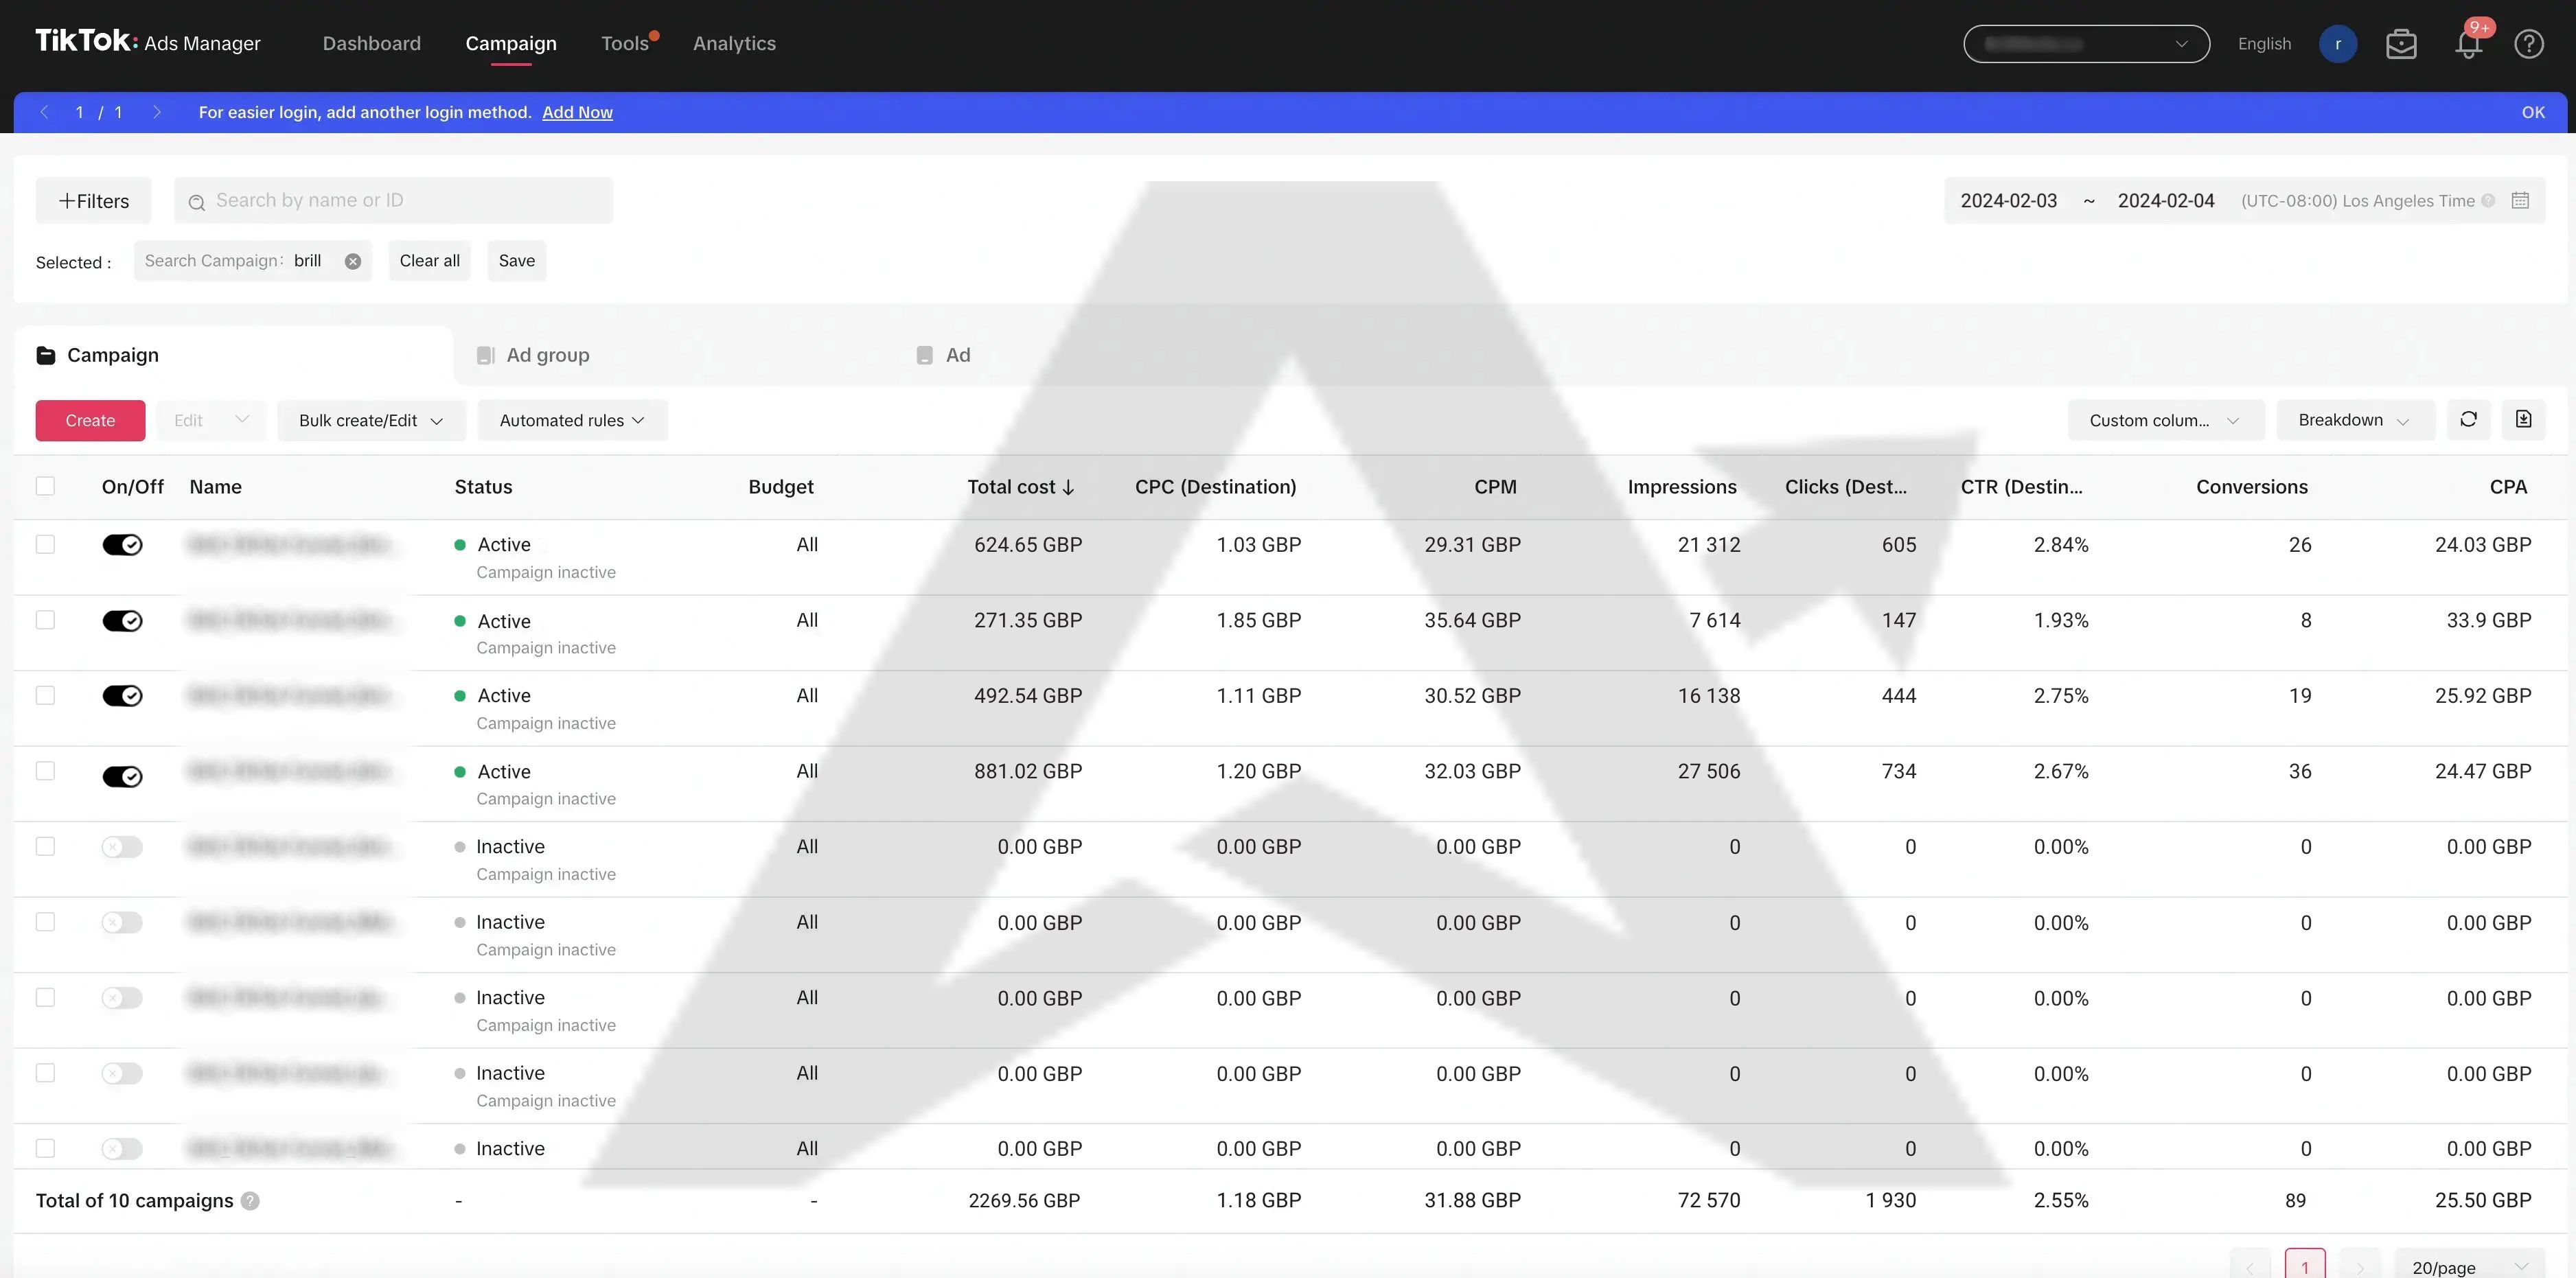 TikTok: Ads Manager Dashboard Campaign Tools Analytics English r 9+
1 / 1 For easier login, add another login method. Add Now OK
+Filters Search by name or ID 2024-02-03 ~ 2024-02-04 (UTC-08:00) Los Angeles Time
Selected : Search Campaign: brill Clear all Save
Campaign Ad group Ad
Create Edit Bulk create/Edit Automated rules Custom colum... Breakdown
On/Off Name Status Budget Total cost CPC (Destination) CPM Impressions Clicks (Dest... CTR (Destin... Conversions CPA
Active All 624.65 GBP 1.03 GBP 29.31 GBP 21 312 605 2.84% 26 24.03 GBP
Campaign inactive
Active All 271.35 GBP 1.85 GBP 35.64 GBP 7 614 147 1.93% 8 33.9 GBP
Campaign inactive
Active All 492.54 GBP 1.11 GBP 30.52 GBP 16 138 444 2.75% 19 25.92 GBP
Campaign inactive
Active All 881.02 GBP 1.20 GBP 32.03 GBP 27 506 734 2.67% 36 24.47 GBP
Campaign inactive
Inactive All 0.00 GBP 0.00 GBP 0.00 GBP 0 0 0.00% 0 0.00 GBP
Campaign inactive
Inactive All 0.00 GBP 0.00 GBP 0.00 GBP 0 0 0.00% 0 0.00 GBP
Campaign inactive
Inactive All 0.00 GBP 0.00 GBP 0.00 GBP 0 0 0.00% 0 0.00 GBP
Campaign inactive
Inactive All 0.00 GBP 0.00 GBP 0.00 GBP 0 0 0.00% 0 0.00 GBP
Campaign inactive
Inactive All 0.00 GBP 0.00 GBP 0.00 GBP 0 0 0.00% 0 0.00 GBP
Total of 10 campaigns - - 2269.56 GBP 1.18 GBP 31.88 GBP 72 570 1 930 2.55% 89 25.50 GBP
1 20/page